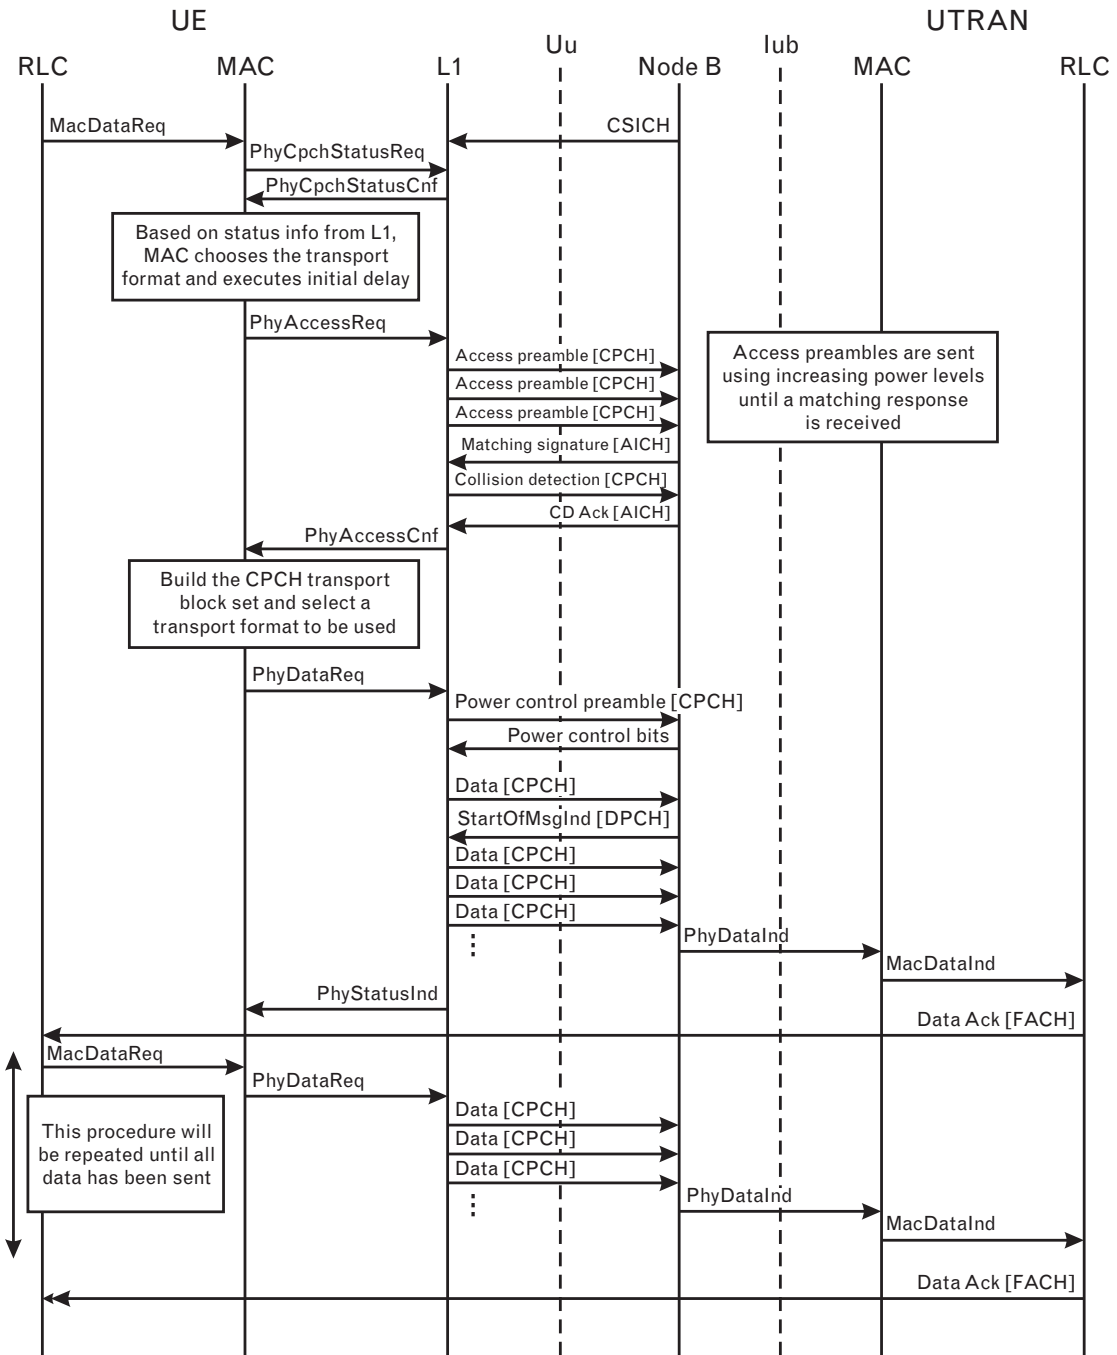 UE
UTRAN
Uu
Iub
RLC
MAC
L1
Node B
MAC
RLC
MacDataReq
CSICH
PhyCpchStatusReq
PhyCpchStatusCnf
Based on status info from L1,
MAC chooses the transport
format and executes initial delay
PhyAccessReq
Access preamble [CPCH]
Access preamble [CPCH]
Access preamble [CPCH]
Access preambles are sent
using increasing power levels
until a matching response
is received
Matching signature [AICH]
Collision detection [CPCH]
CD Ack [AICH]
PhyAccessCnf
Build the CPCH transport
block set and select a
transport format to be used
PhyDataReq
Power control preamble [CPCH]
Power control bits
Data [CPCH]
StartOfMsgInd [DPCH]
Data [CPCH]
Data [CPCH]
Data [CPCH]
PhyDataInd
MacDataInd
PhyStatusInd
Data Ack [FACH]
MacDataReq
PhyDataReq
This procedure will
be repeated until all
data has been sent
Data [CPCH]
Data [CPCH]
Data [CPCH]
PhyDataInd
MacDataInd
Data Ack [FACH]